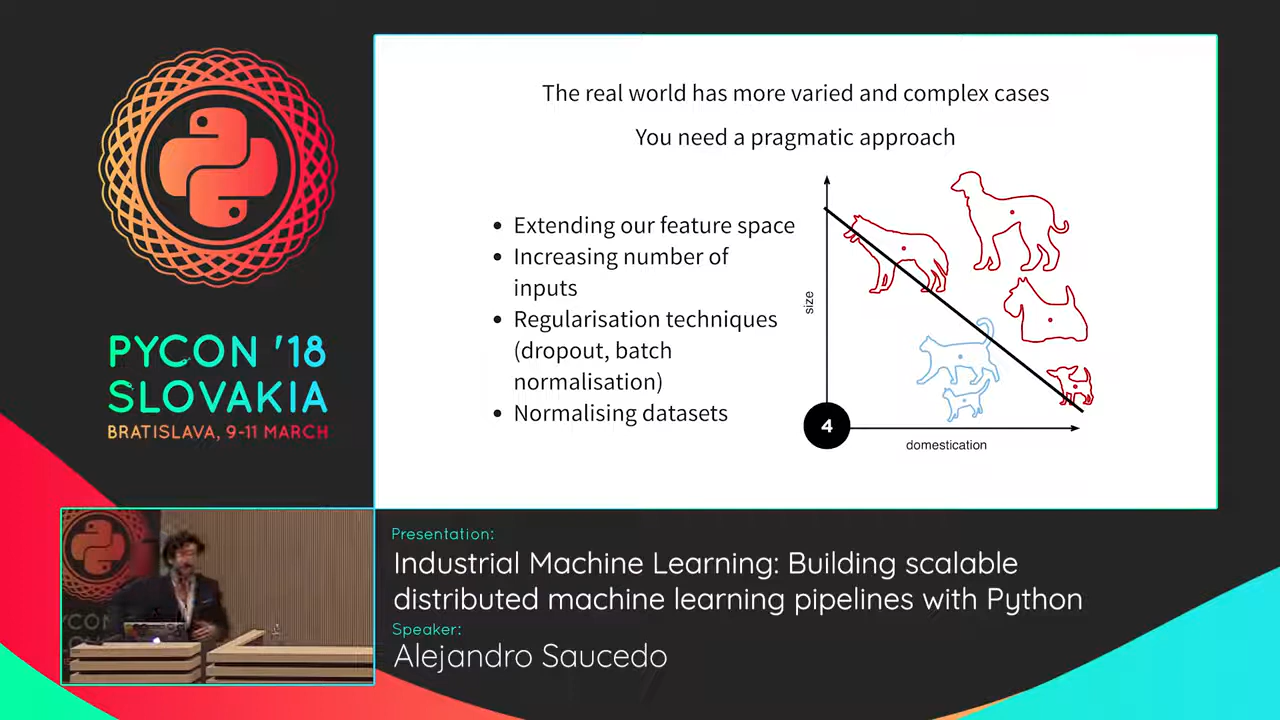 PYCON '18
SLOVAKIA
BRATISLAVA, 9-11 MARCH
The real world has more varied and complex cases
You need a pragmatic approach
• Extending our feature space
• Increasing number of
inputs
• Regularisation techniques
(dropout, batch
normalisation)
• Normalising datasets
size
4
domestication
Presentation:
Industrial Machine Learning: Building scalable
distributed machine learning pipelines with Python
Speaker:
Alejandro Saucedo